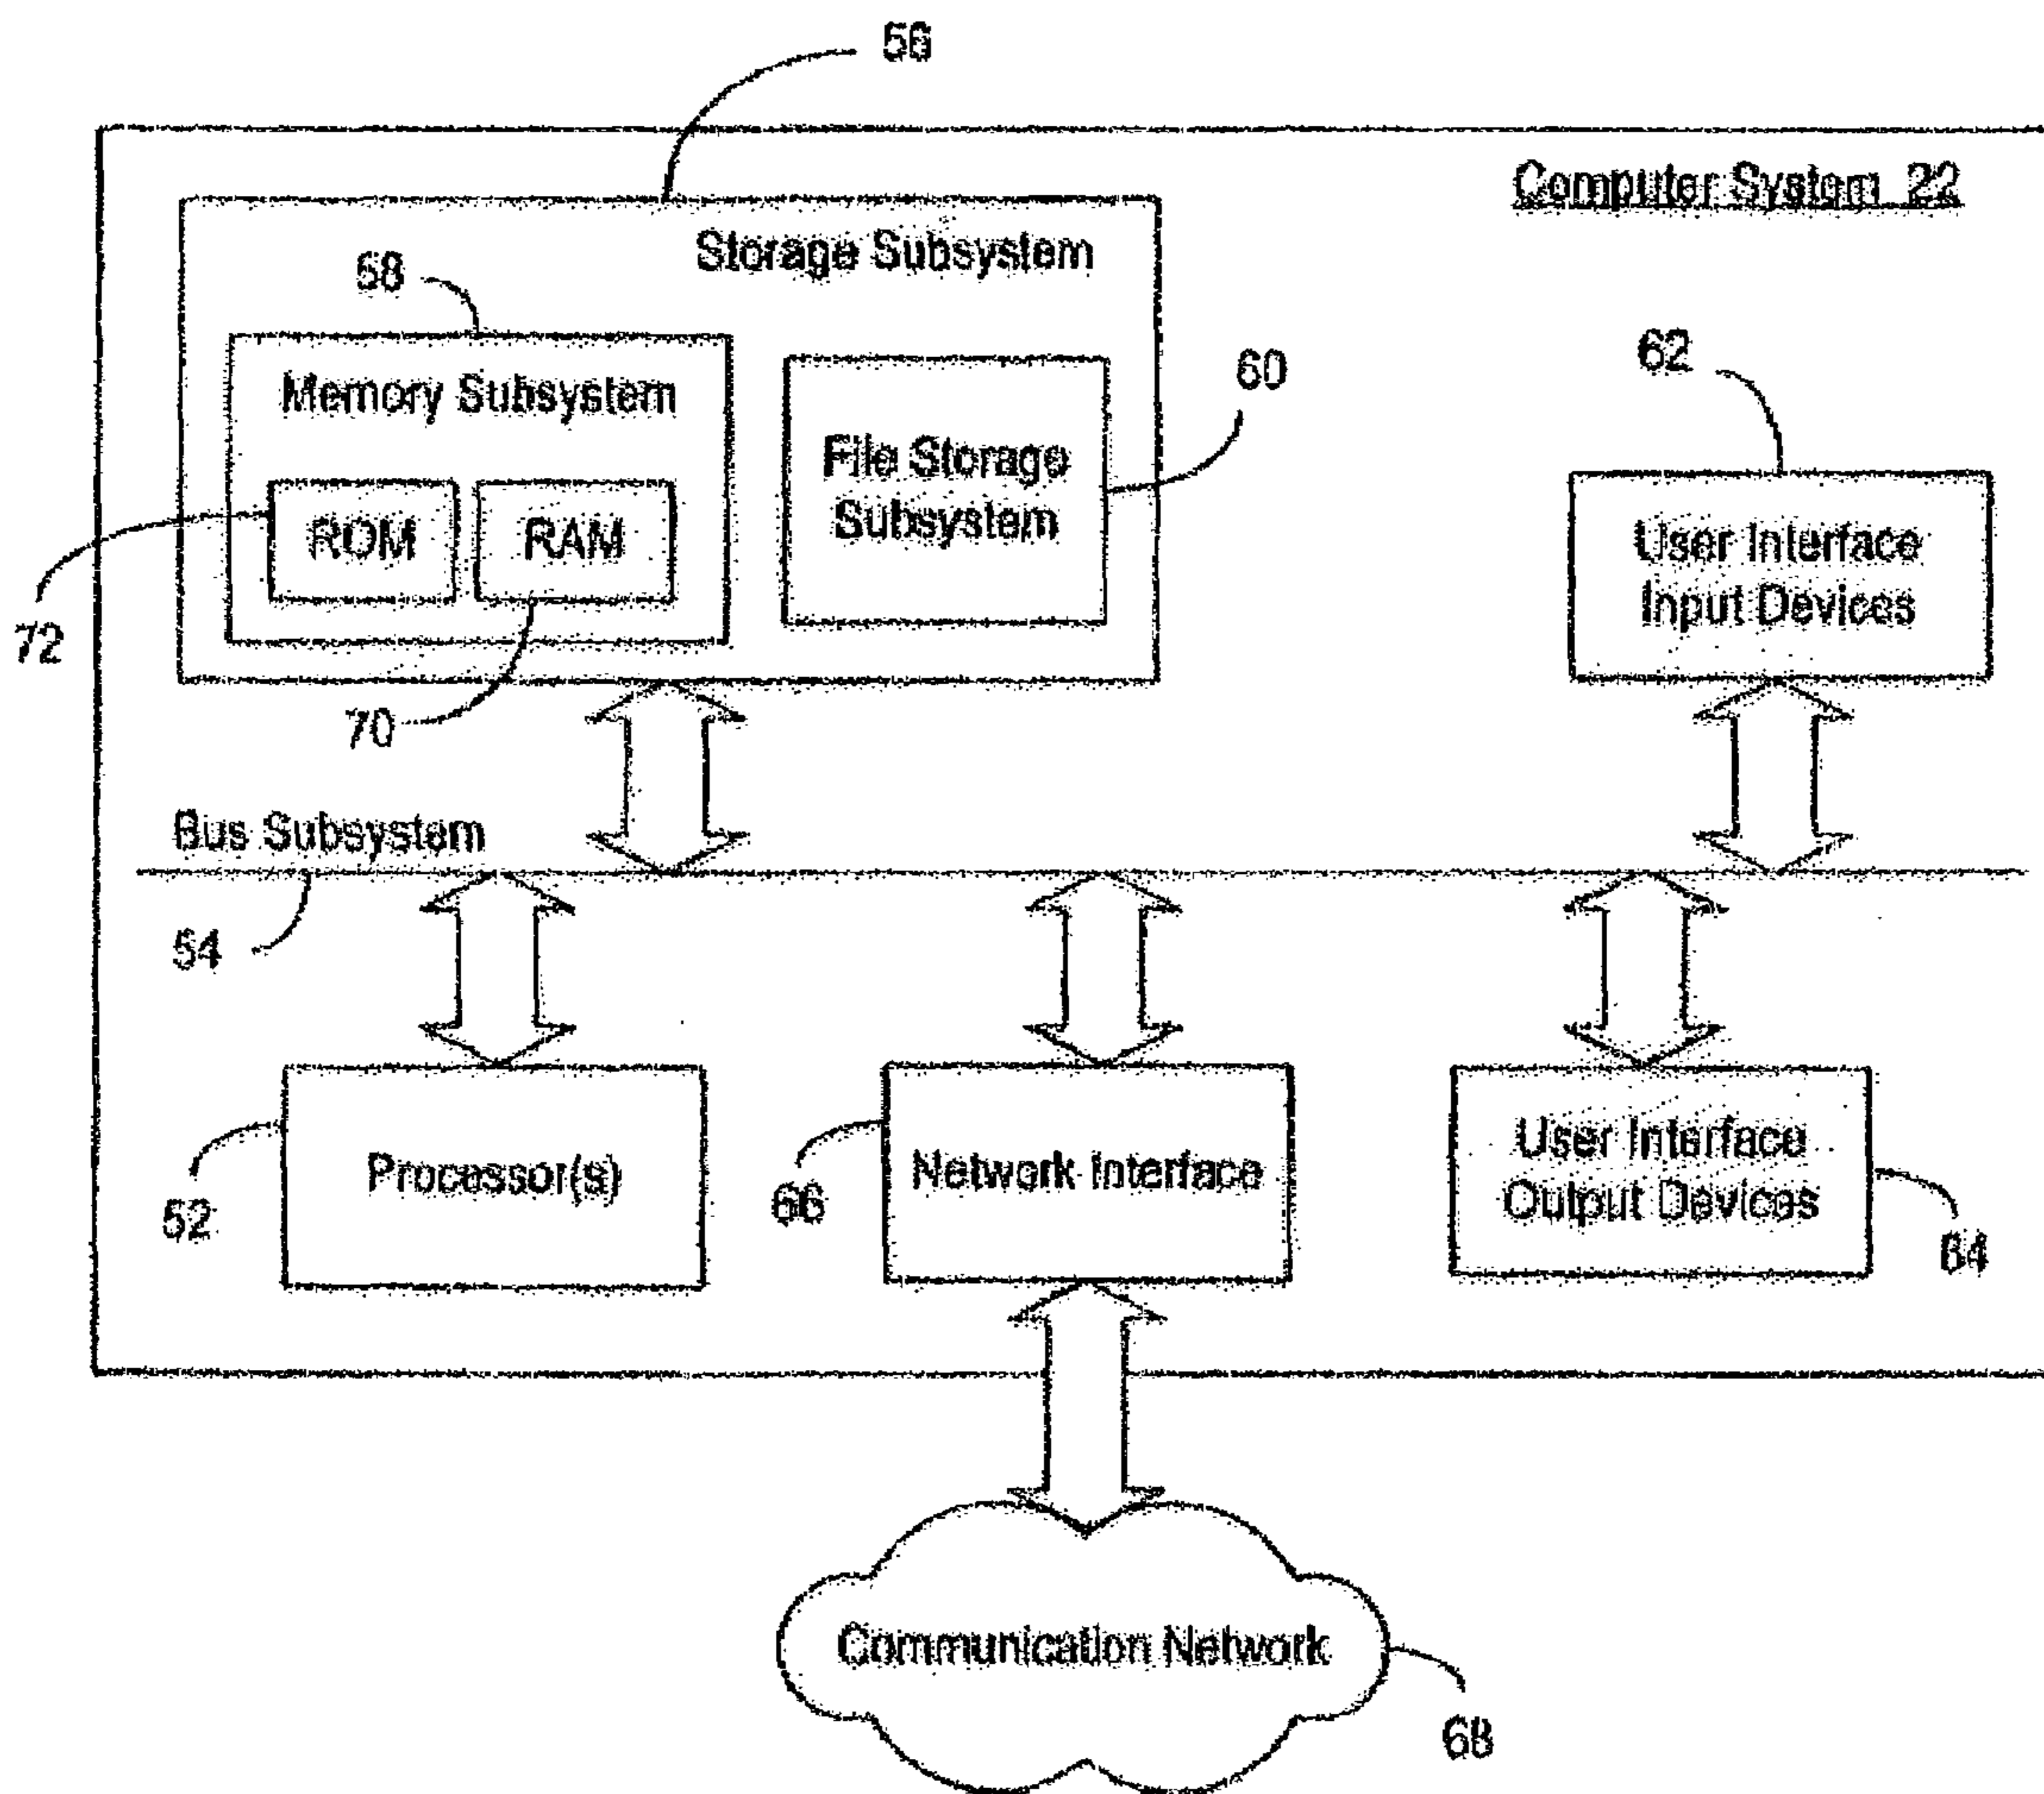 56
Computer System 22
Storage Subsystem
58
Memory Subsystem
60
62
File Storage
Subsystem
ROM
RAM
User Interface
Input Devices
72
70
Bus Subsystem
54
Processor(s)
Network Interface
User Interface
Output Devices
52
66
64
Communication Network
68